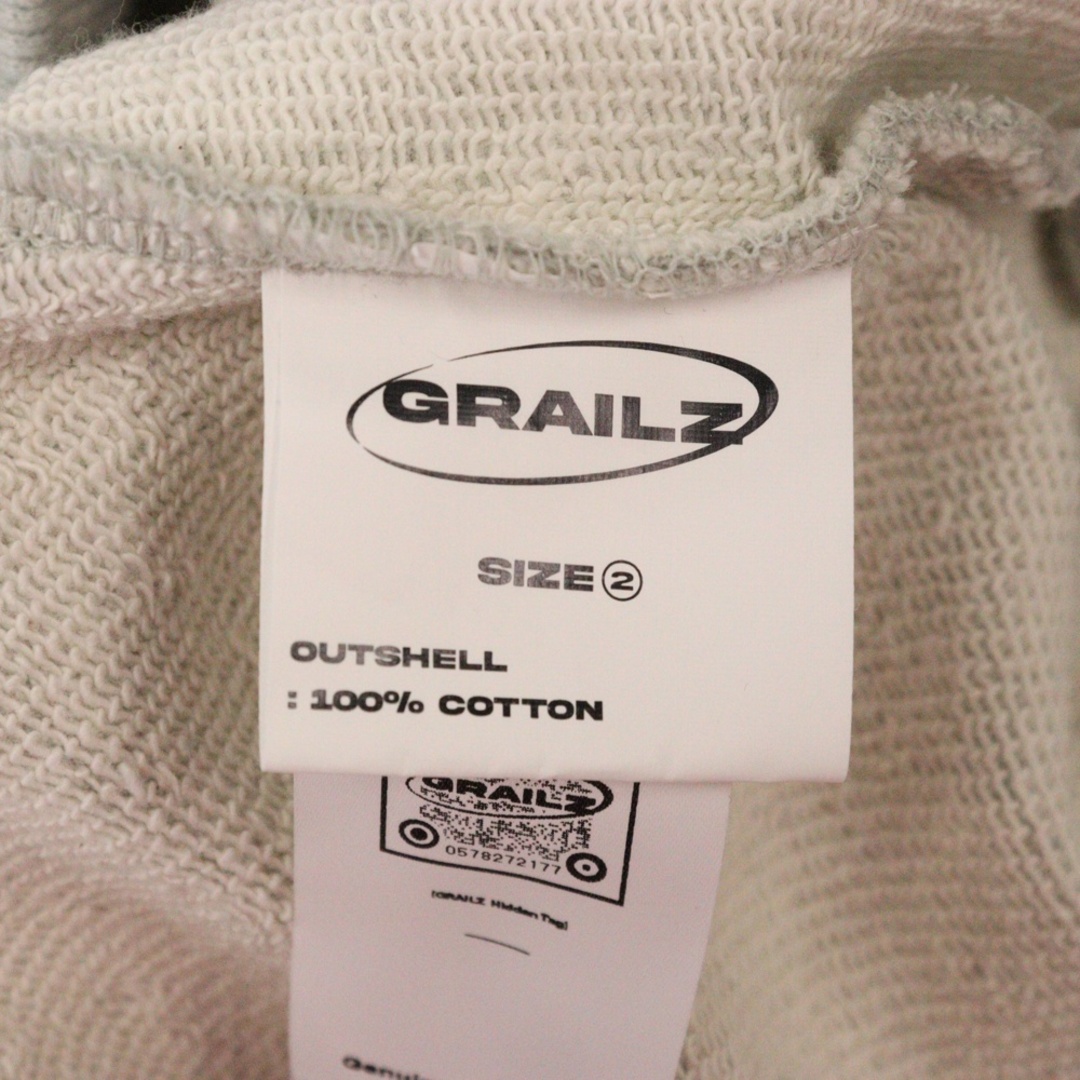 GRAILZ
SIZE ②
OUTSHELL
: 100% COTTON
GRAILZ
0578272177
[GRAILZ Hidden Tag]